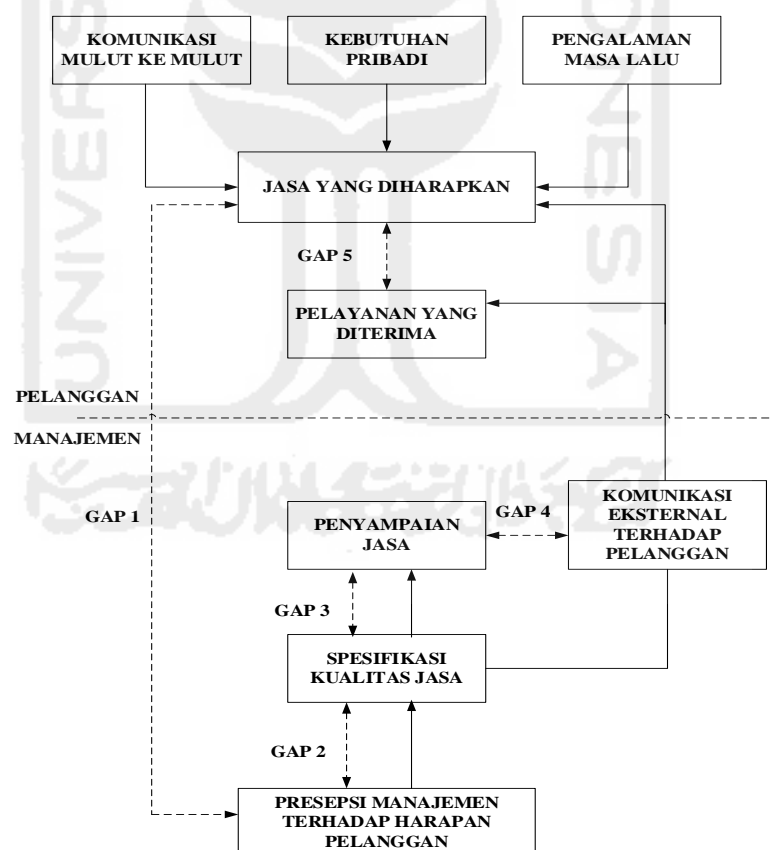 KOMUNIKASI
MULUT KE MULUT
KEBUTUHAN
PRIBADI
PENGALAMAN
MASA LALU
JASA YANG DIHARAPKAN
GAP 5
PELAYANAN YANG
DITERIMA
PELANGGAN
MANAJEMEN
GAP 1
PENYAMPAIAN
JASA
GAP 4
KOMUNIKASI
EKSTERNAL
TERHADAP
PELANGGAN
GAP 3
SPESIFIKASI
KUALITAS JASA
GAP 2
PRESEPSI MANAJEMEN
TERHADAP HARAPAN
PELANGGAN
UNIVERS
ONESIA